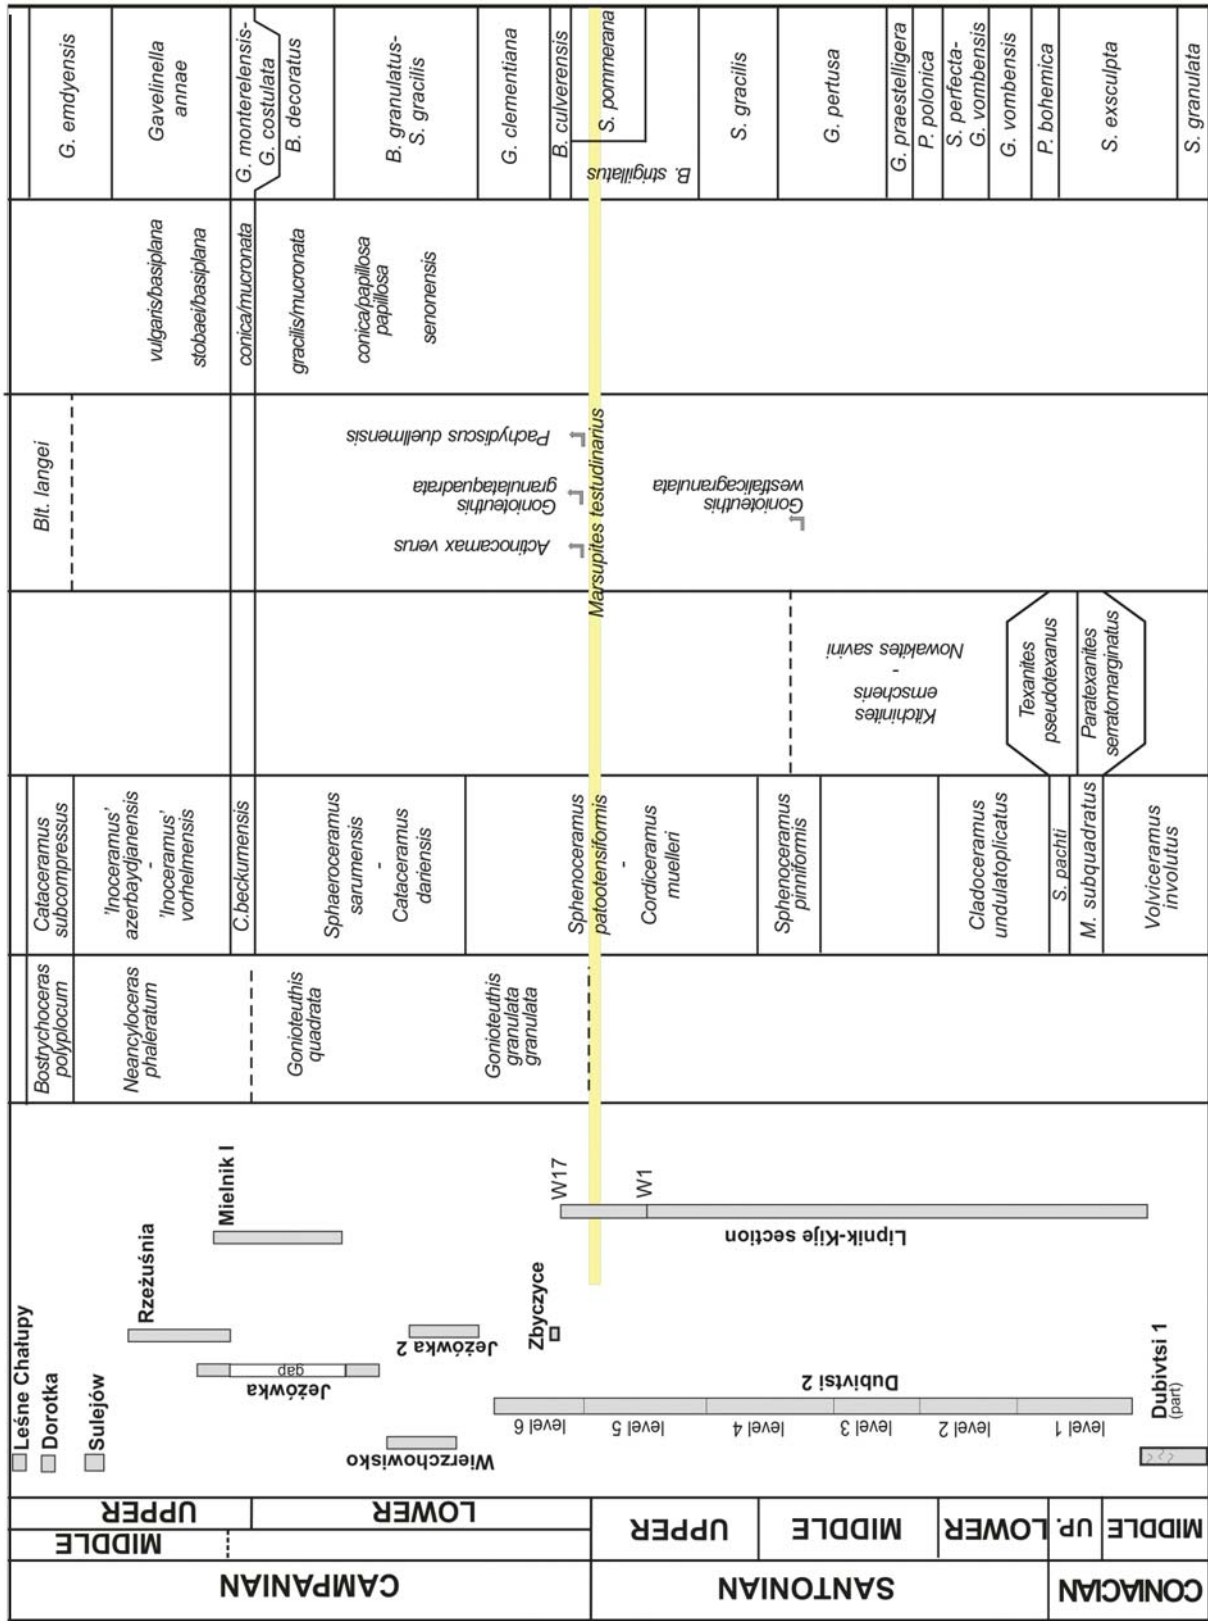 G. emdyensis
Gavelinella
annae
G. monterelensis-
G. costulata
B. decoratus
B. granulatus-
S. gracilis
G. clementiana
B. culverensis
S. pommerana
B. strigillatus
S. gracilis
G. pertusa
G. praestelligera
P. polonica
S. perfecta-
G. vombensis
G. vombensis
P. bohemica
S. exsculpta
S. granulata
vulgaris/basiplana
stobaei/basiplana
conica/mucronata
gracilis/mucronata
conica/papillosa
papillosa
senonensis
Blt. langei
Pachydiscus duellmensis
Gonioteuthis
granulataquadrata
Actinocamax verus
Marsupites testudinarius
Gonioteuthis
westfalicagranulata
Kitchinites
emscheris
-
Nowakites savini
Texanites
pseudotexanus
Paratexanites
serratomarginatus
Cataceramus
subcompressus
'Inoceramus'
azerbaydjanensis
-
'Inoceramus'
vorhelmensis
C.beckumensis
Sphaeroceramus
sarumensis
-
Cataceramus
dariensis
Sphenoceramus
patootensiformis
-
Cordiceramus
muelleri
Sphenoceramus
pinniformis
Cladoceramus
undulatoplicatus
S. pachti
M. subquadratus
Volviceramus
involutus
Bostrychoceras
polyplocum
Neancyloceras
phaleratum
Gonioteuthis
quadrata
Gonioteuthis
granulata
granulata
Leśne Chałupy
Dorotka
Sulejów
Rzeżuśnia
Mielnik I
gap
Jeżówka
Jeżówka 2
Wierzchowisko
Zbyczyce
W17
W1
Lipnik-Kije section
Dubivtsi 2
level 6
level 5
level 4
level 3
level 2
level 1
Dubivtsi 1
(part)
UPPER
LOWER
MIDDLE
UPPER
MIDDLE
LOWER
UP.
MIDDLE
CAMPANIAN
SANTONIAN
CONIACIAN